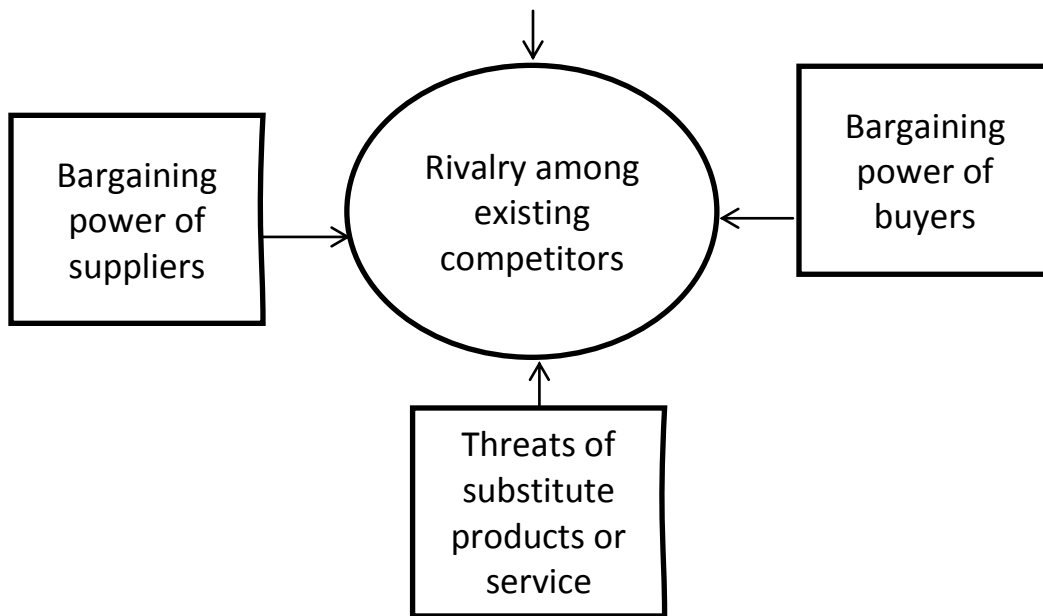 Bargaining
power of
suppliers
Rivalry among
existing
competitors
Bargaining
power of
buyers
Threats of
substitute
products or
service